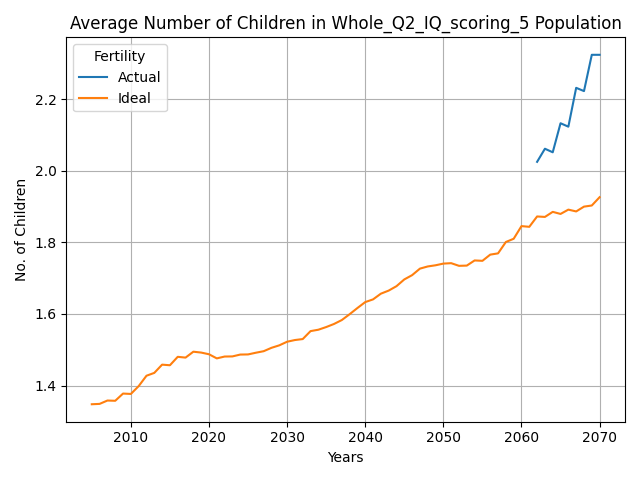 Average Number of Children in Whole_Q2_IQ_scoring_5 Population
Fertility
Actual
Ideal
No. of Children
2.2
2.0
1.8
1.6
1.4
2010 2020 2030 2040 2050 2060 2070
Years